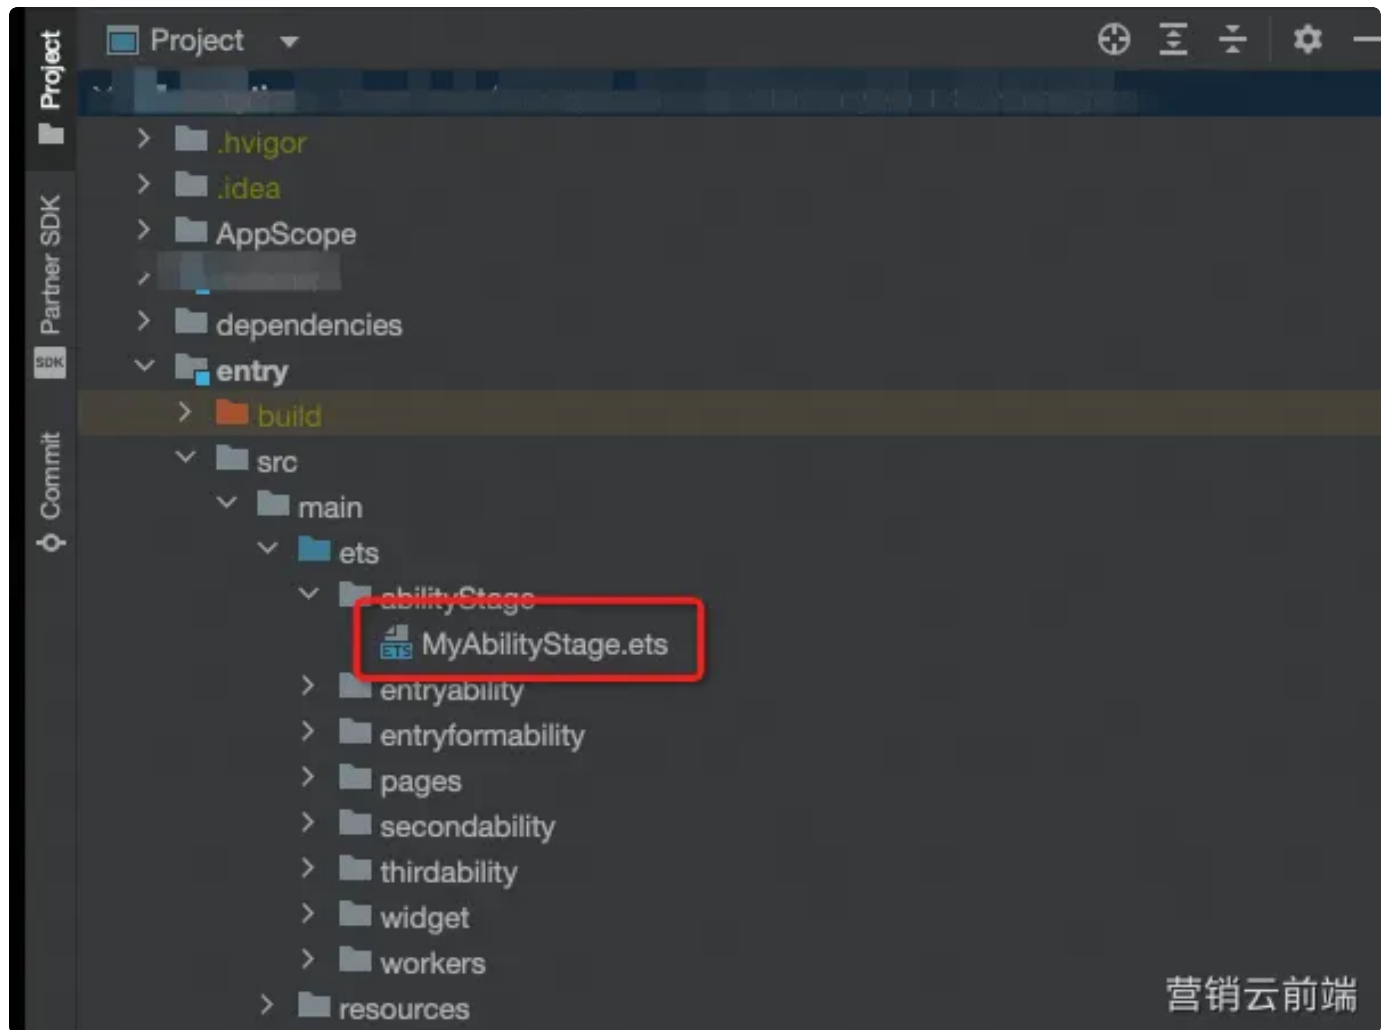 Project
Project
.hvigor
.idea
AppScope
dependencies
entry
build
src
main
ets
abilityStage
MyAbilityStage.ets
entryability
entryformability
pages
secondability
thirdability
widget
workers
resources
Partner SDK
SDK
Commit
ETS
营销云前端